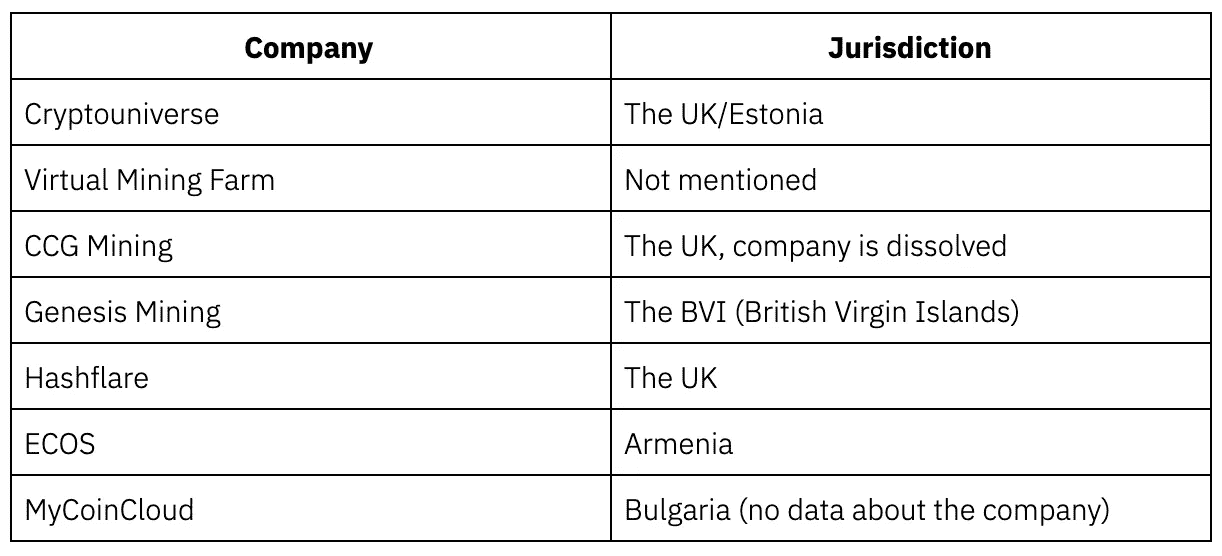 Company Jurisdiction
Cryptouniverse The UK/Estonia
Virtual Mining Farm Not mentioned
CCG Mining The UK, company is dissolved
Genesis Mining The BVI (British Virgin Islands)
Hashflare The UK
ECOS Armenia
MyCoinCloud Bulgaria (no data about the company)